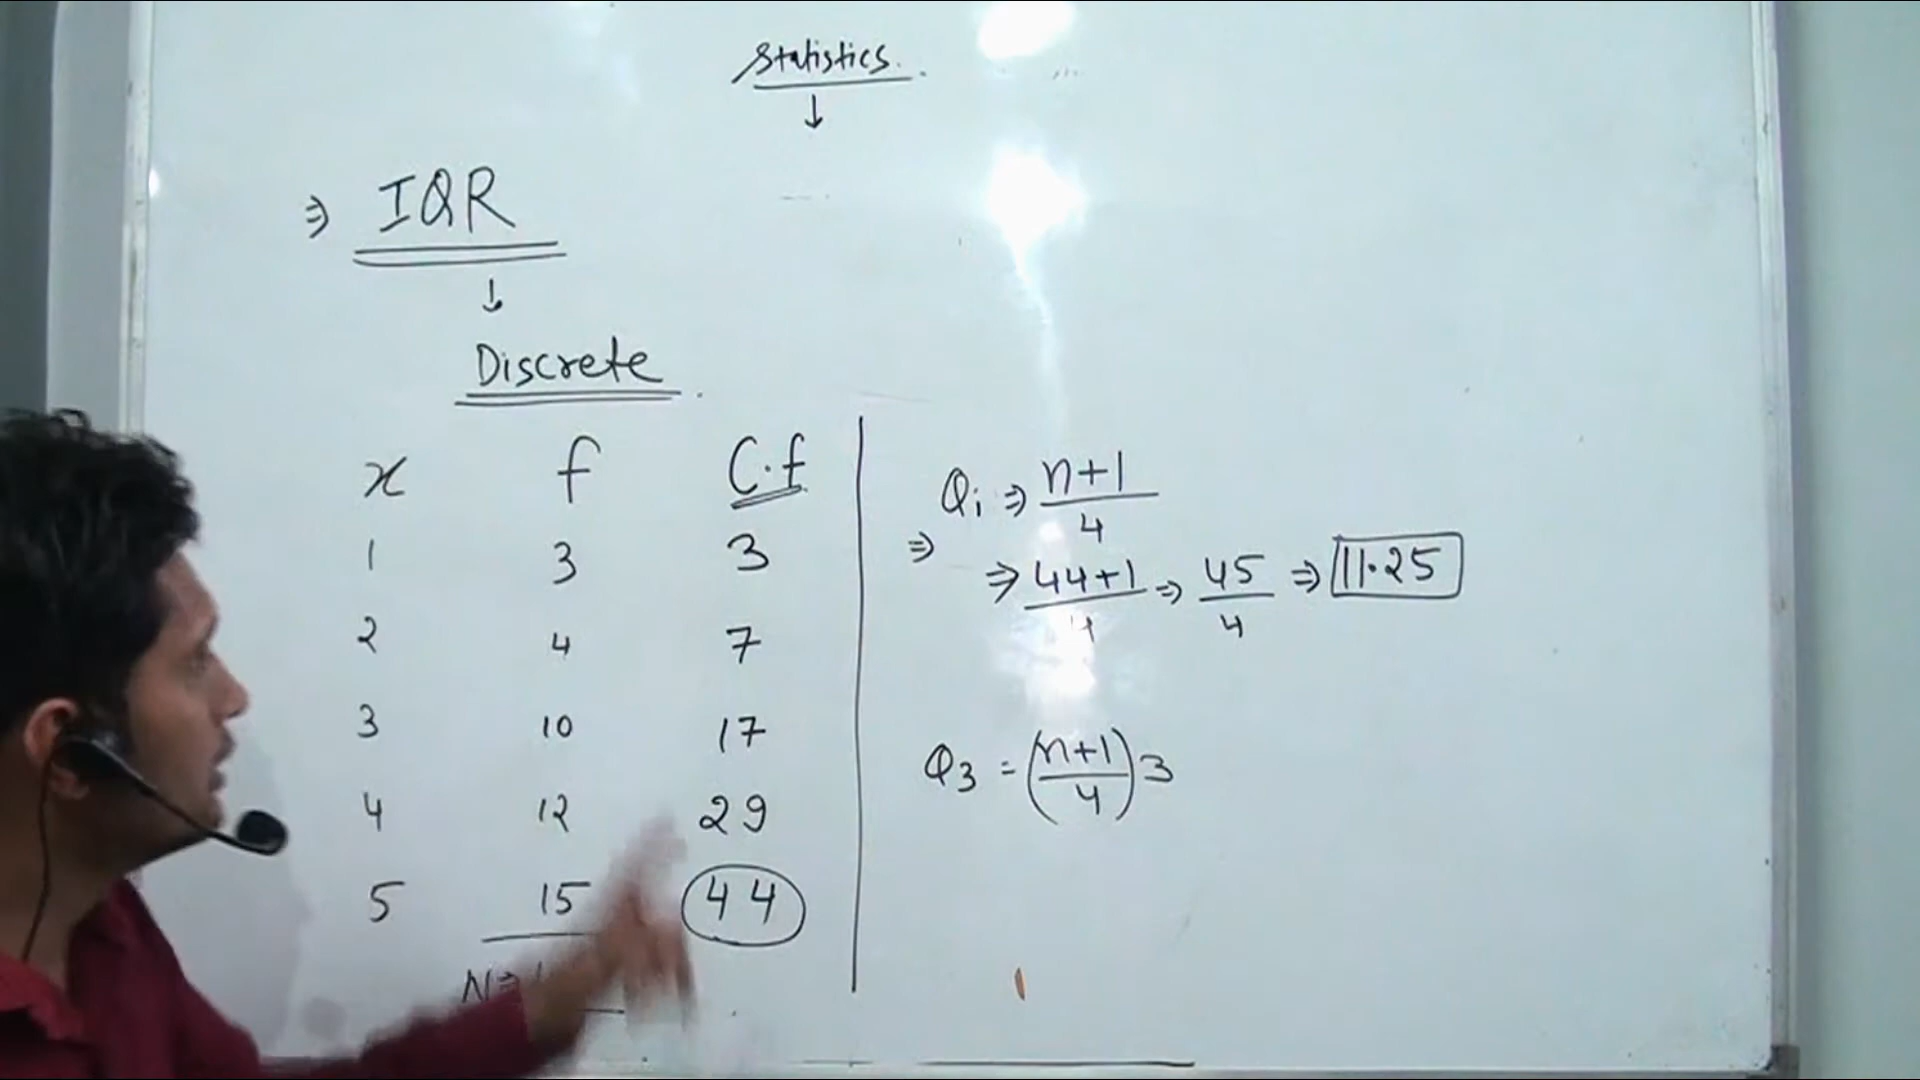 Statistics.
↓
⇒ IQR
↓
Discrete.
x f C.f
1 3 3
2 4 7
3 10 17
4 12 29
5 15 44
N ⇒
Q₁ ⇒ n+1/4
⇒
⇒ 44+1/4 ⇒ 45/4 ⇒ 11.25
Q₃ = (n+1/4)3